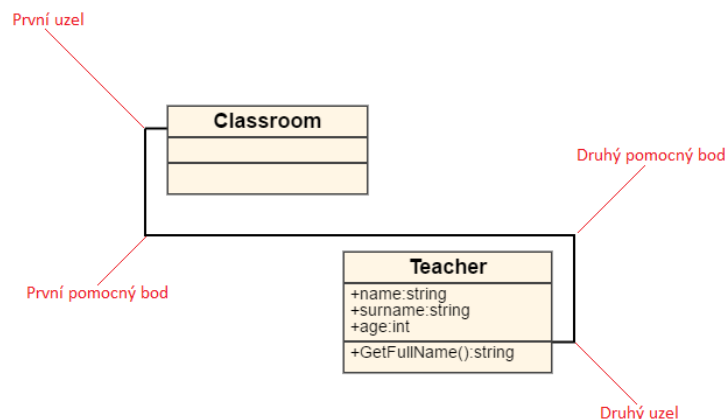 První uzel
Classroom
Druhý pomocný bod
Teacher
+name:string
+surname:string
+age:int
+GetFullName():string
První pomocný bod
Druhý uzel